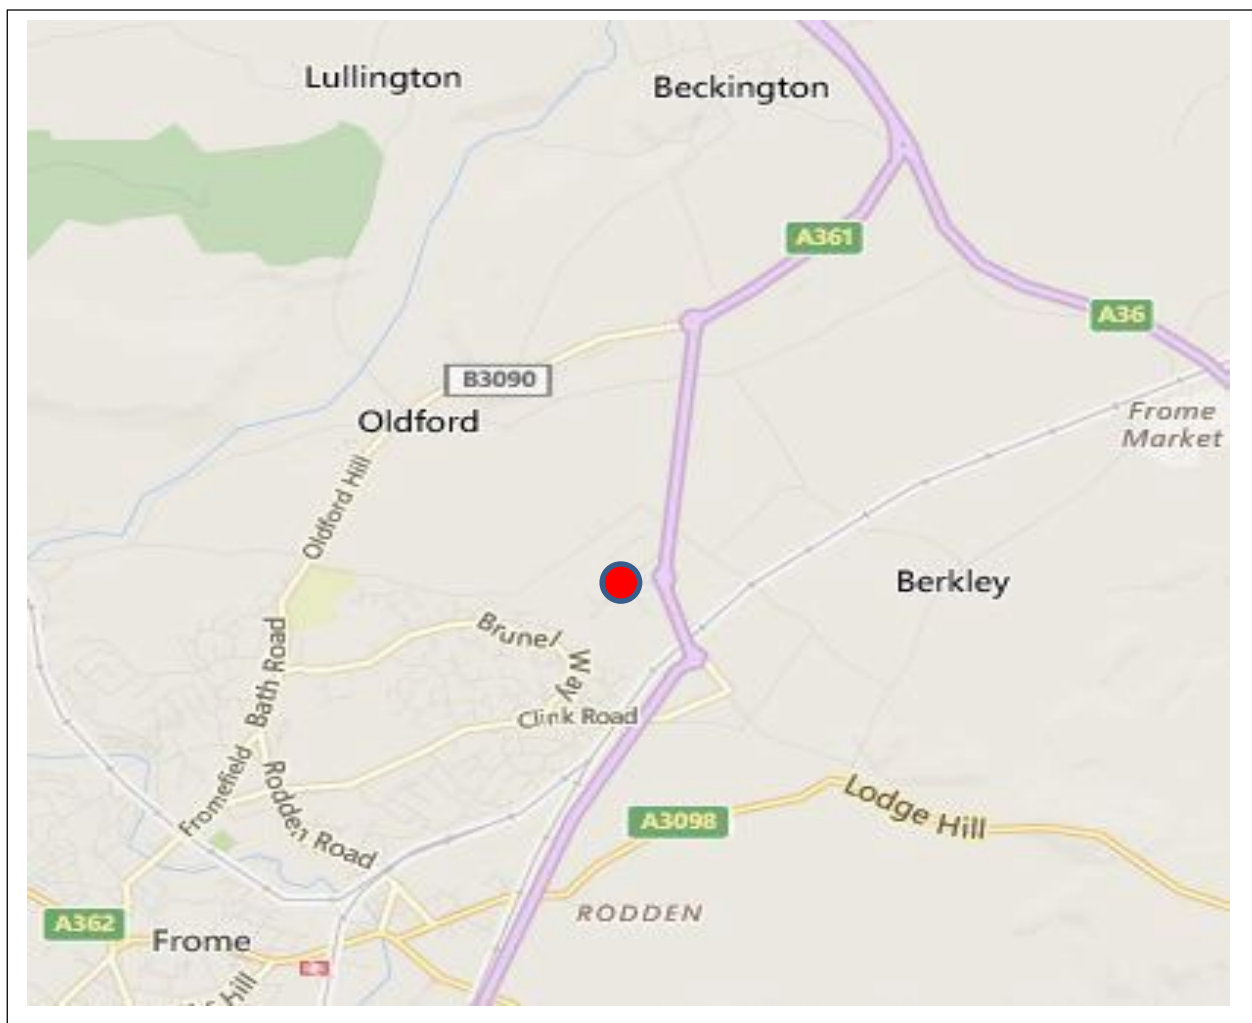 Lullington
Beckington
A361
A36
B3090
Frome
Market
Oldford
Oldford Hill
Berkley
Brunel
Way
Bath Road
Clink Road
Fromefield
Rodden Road
Lodge Hill
A3098
RODDEN
A362
Frome
Hill